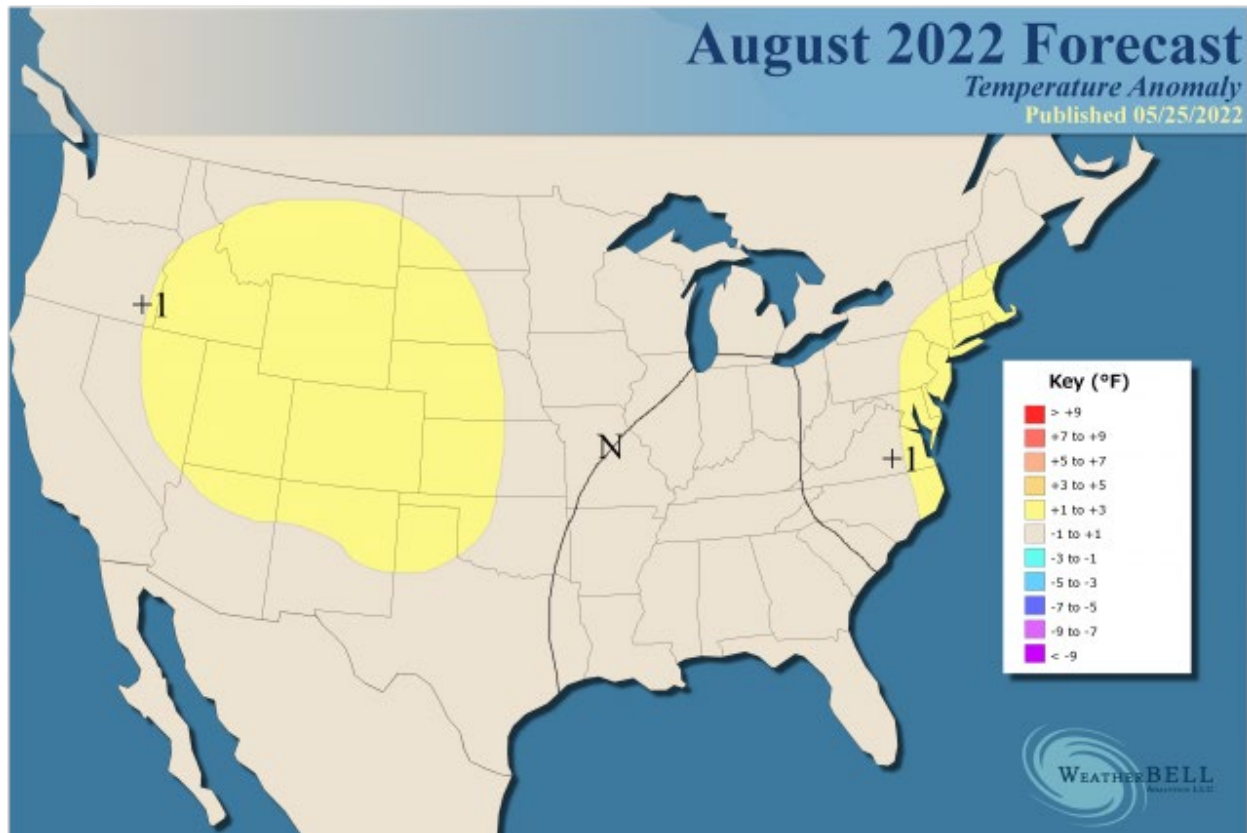 August 2022 Forecast
Temperature Anomaly
Published 05/25/2022
+1
N
+1
Key (°F)
> +9
+7 to +9
+5 to +7
+3 to +5
+1 to +3
-1 to +1
-3 to -1
-5 to -3
-7 to -5
-9 to -7
< -9
WEATHERBELL
ANALYTICS LLC